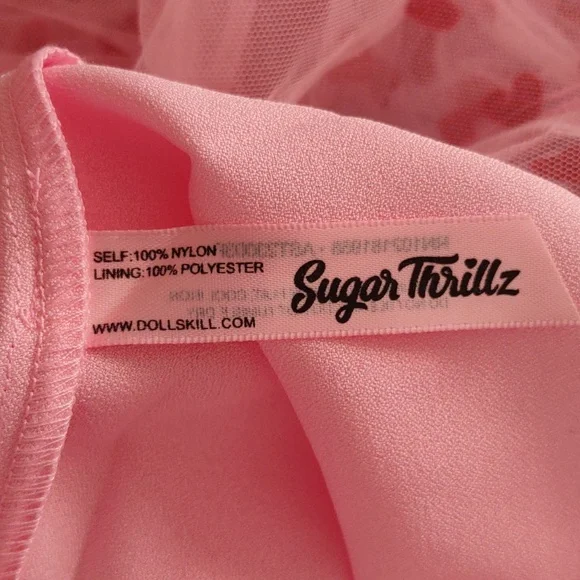 SELF:100% NYLON
LINING:100% POLYESTER
Sugar Thrillz
WWW.DOLLSKILL.COM